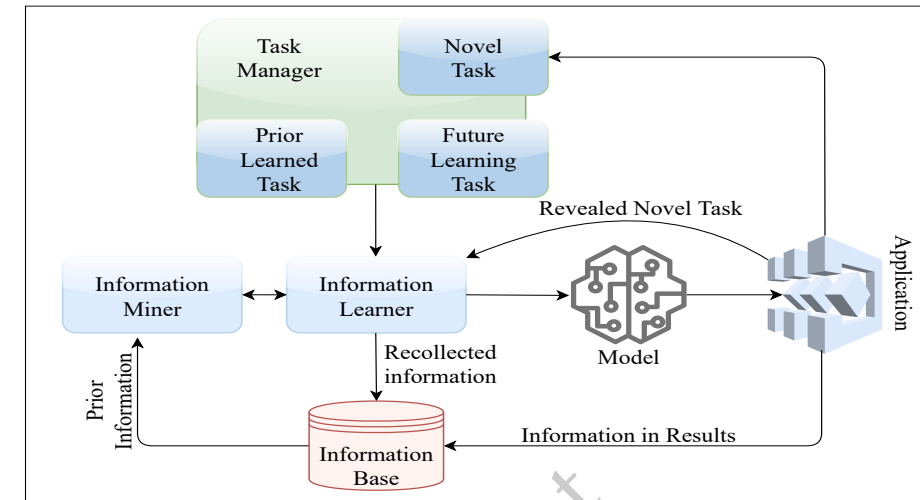 Task
Manager
Novel
Task
Prior
Learned
Task
Future
Learning
Task
Revealed Novel Task
Application
Information
Miner
Information
Learner
Model
Recollected
information
Prior
Information
Information in Results
Information
Base